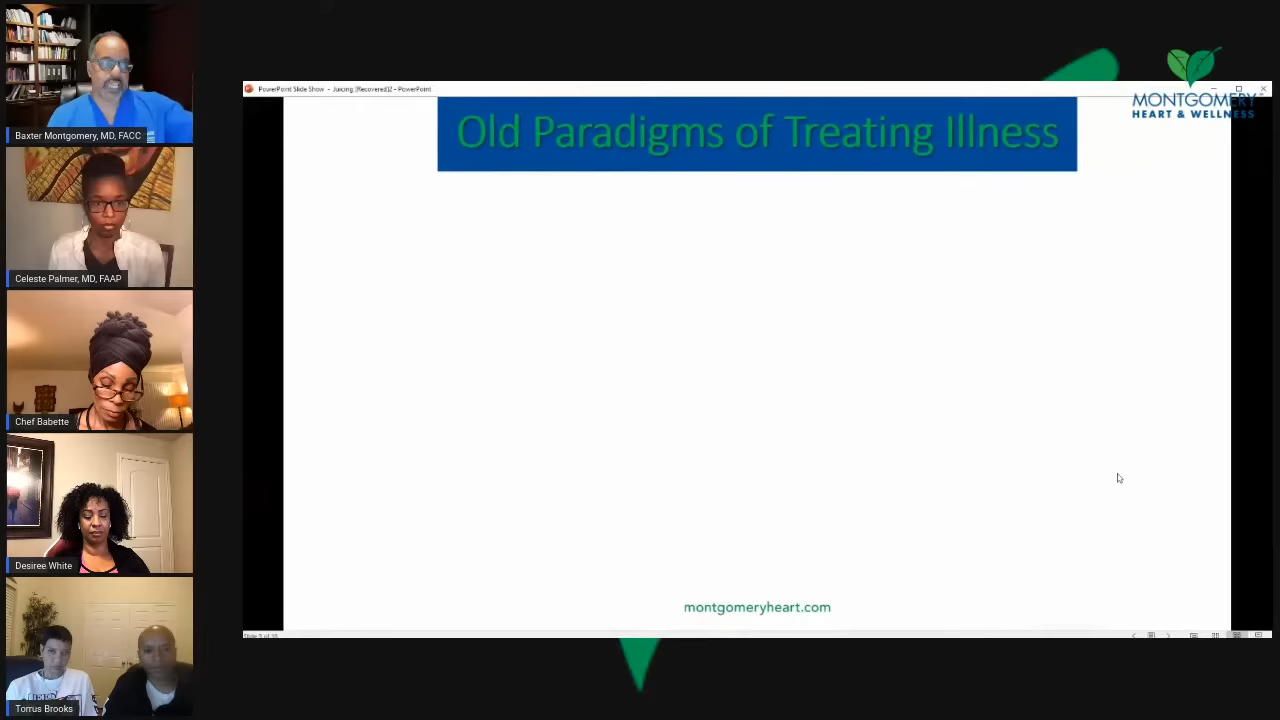 Baxter Montgomery, MD, FACC
Celeste Palmer, MD, FAAP
Chef Babette
Desiree White
Torrus Brooks
PowerPoint Slide Show - Juicing [Recovered]2 - PowerPoint
MONTGOMERY
HEART & WELLNESS
Old Paradigms of Treating Illness
montgomeryheart.com